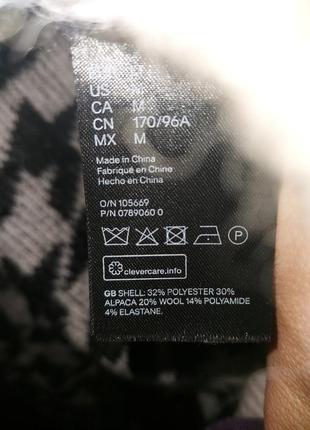 US M
CA M
CN 170/96A
MX M
Made in China
Fabriqué en Chine
Hecho en China
O/N 105669
P/N 0789060 0
P
clevercare.info
GB SHELL: 32% POLYESTER 30%
ALPACA 20% WOOL 14% POLYAMIDE
4% ELASTANE.